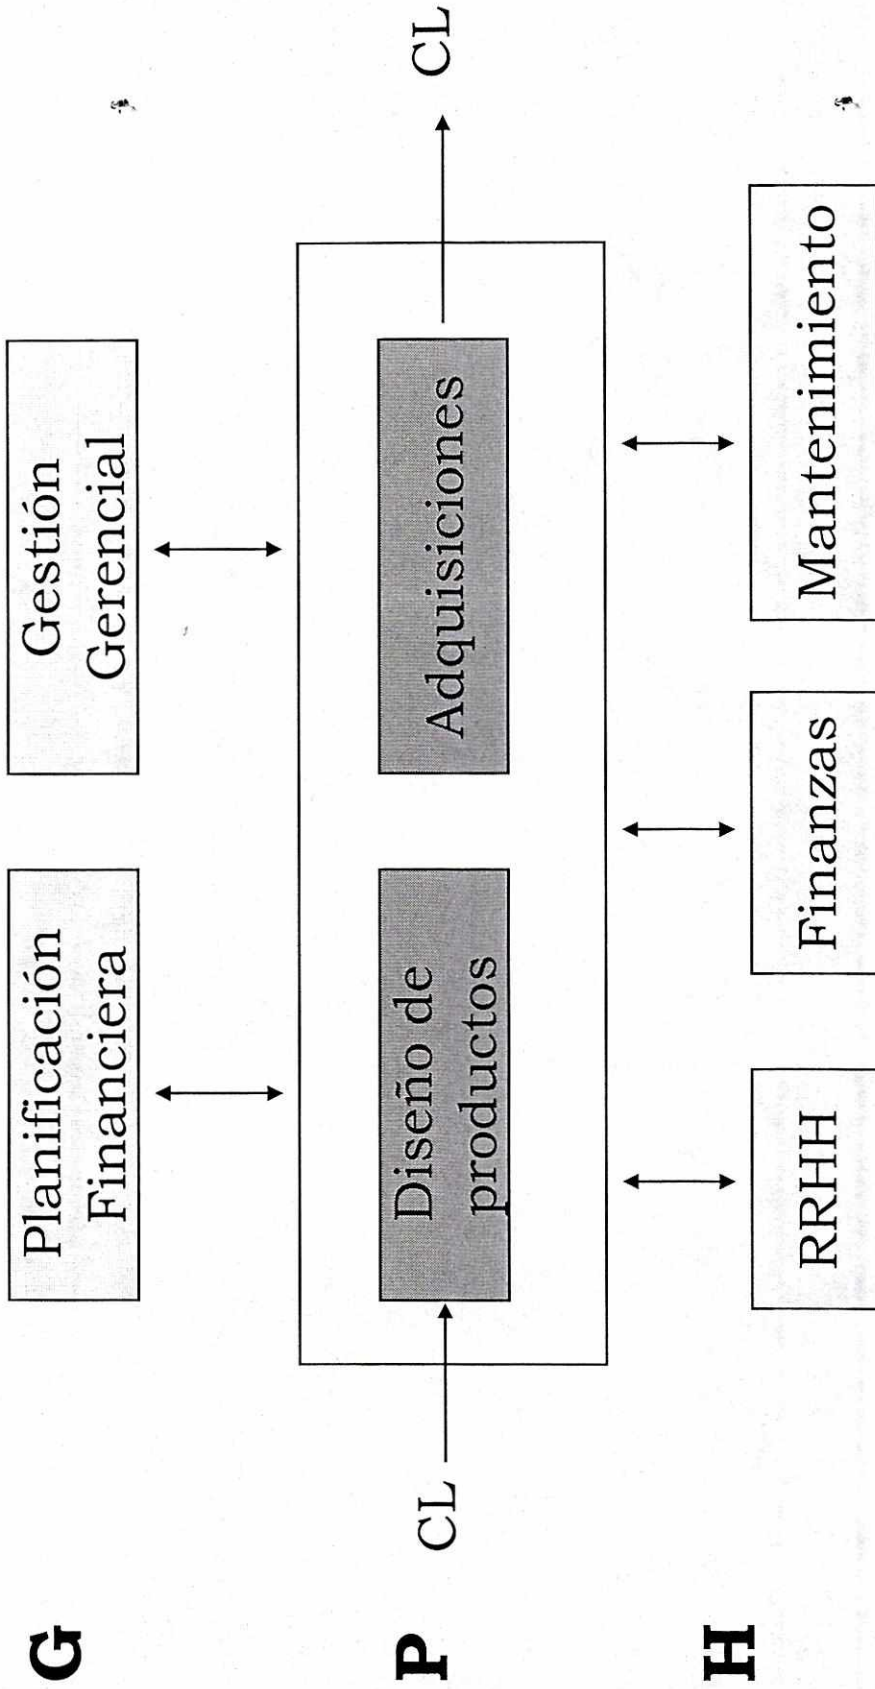 G
Planificación
Financiera
Gestión
Gerencial
P
CL
Diseño de
productos
Adquisiciones
CL
H
RRHH
Finanzas
Mantenimiento